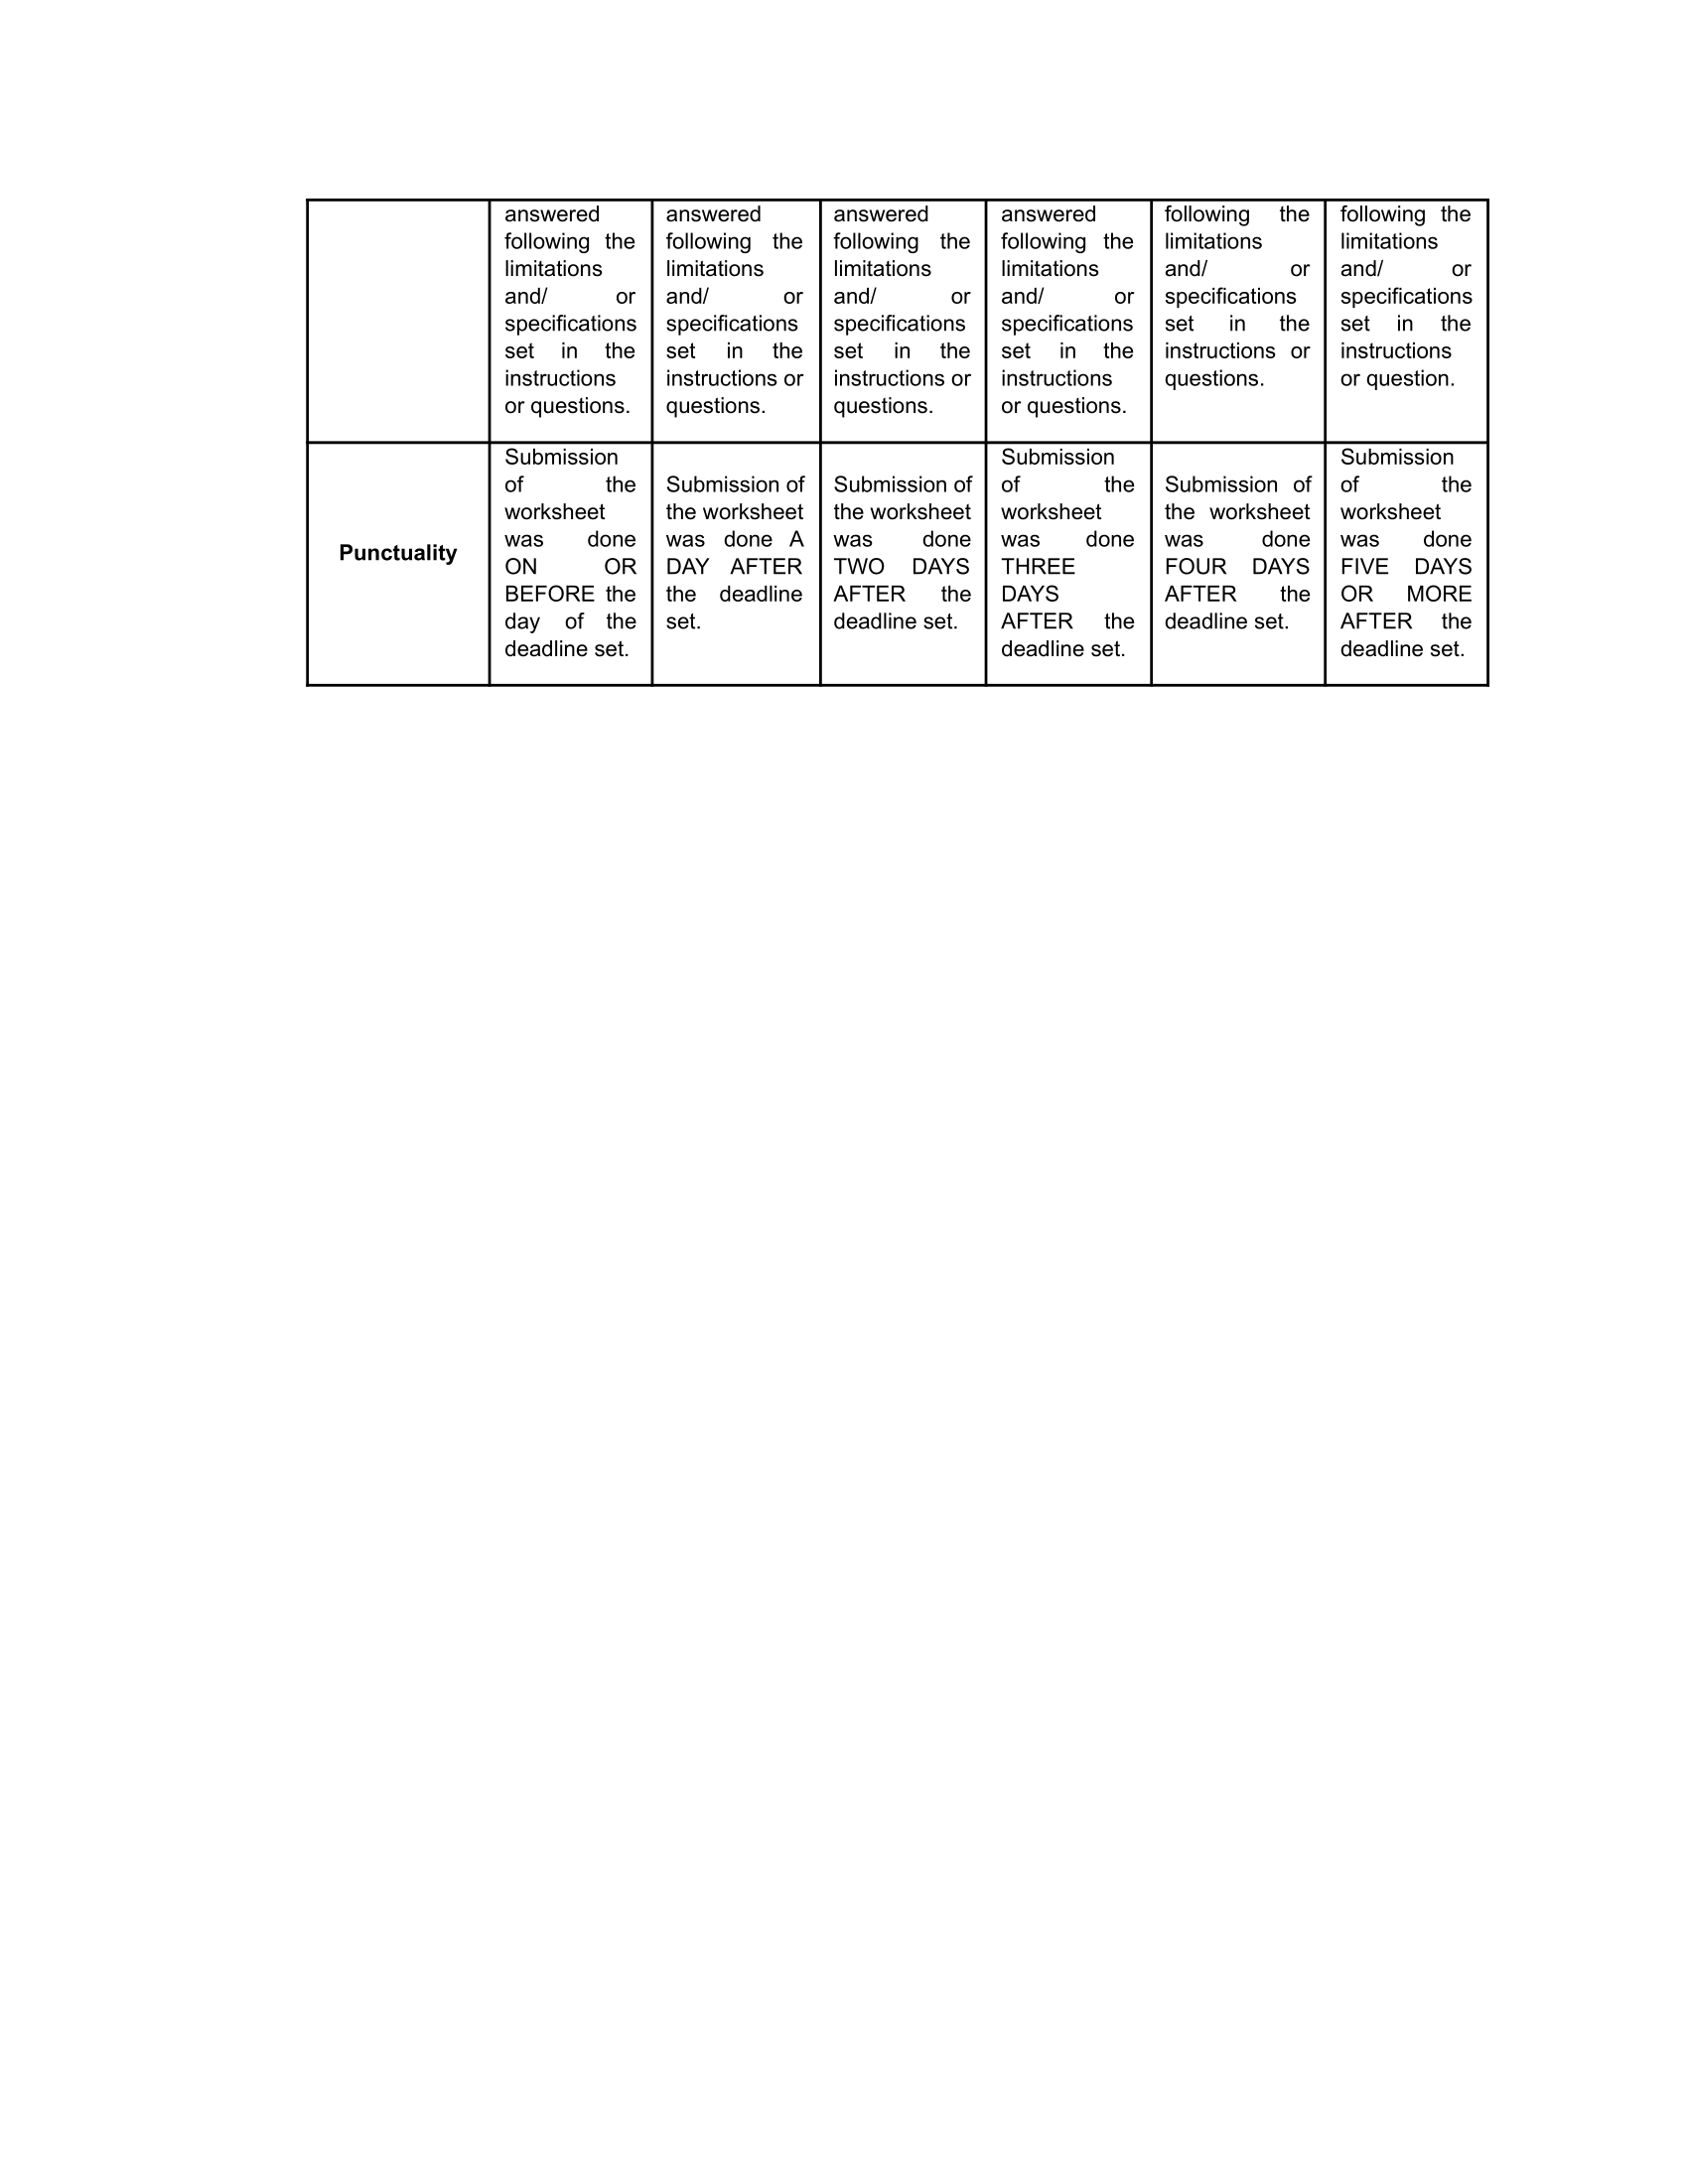 answered
following the
limitations
and/ or
specifications
set in the
instructions
or questions.
answered
following the
limitations
and/ or
specifications
set in the
instructions or
questions.
answered
following the
limitations
and/ or
specifications
set in the
instructions or
questions.
answered
following the
limitations
and/ or
specifications
set in the
instructions
or questions.
following the
limitations
and/ or
specifications
set in the
instructions or
questions.
following the
limitations
and/ or
specifications
set in the
instructions
or question.
Punctuality
Submission
of the
worksheet
was done
ON OR
BEFORE the
day of the
deadline set.
Submission of
the worksheet
was done A
DAY AFTER
the deadline
set.
Submission of
the worksheet
was done
TWO DAYS
AFTER the
deadline set.
Submission
of the
worksheet
was done
THREE
DAYS
AFTER the
deadline set.
Submission of
the worksheet
was done
FOUR DAYS
AFTER the
deadline set.
Submission
of the
worksheet
was done
FIVE DAYS
OR MORE
AFTER the
deadline set.